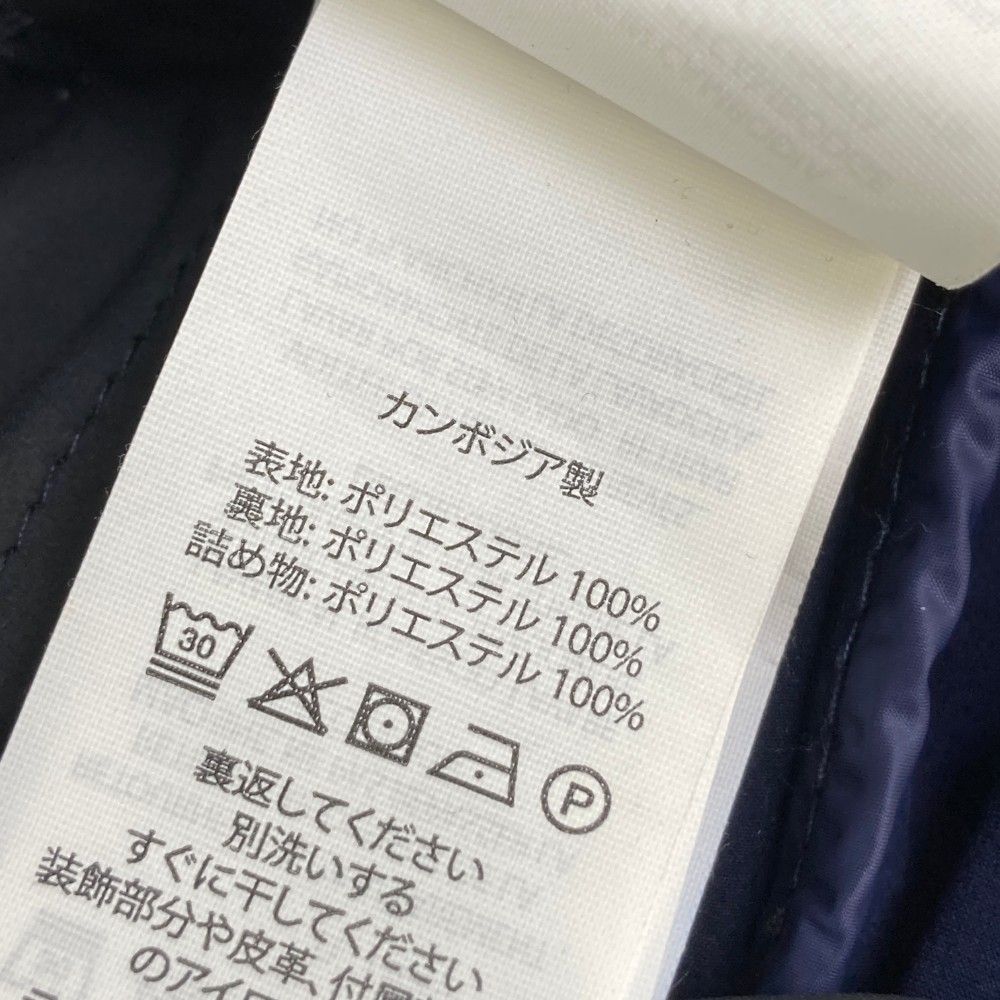 カンボジア製
表地: ポリエステル 100%
裏地: ポリエステル 100%
詰め物: ポリエステル 100%
30
P
裏返してください
別洗いする
すぐに干してください
装飾部分や皮革、付属
のアイロ